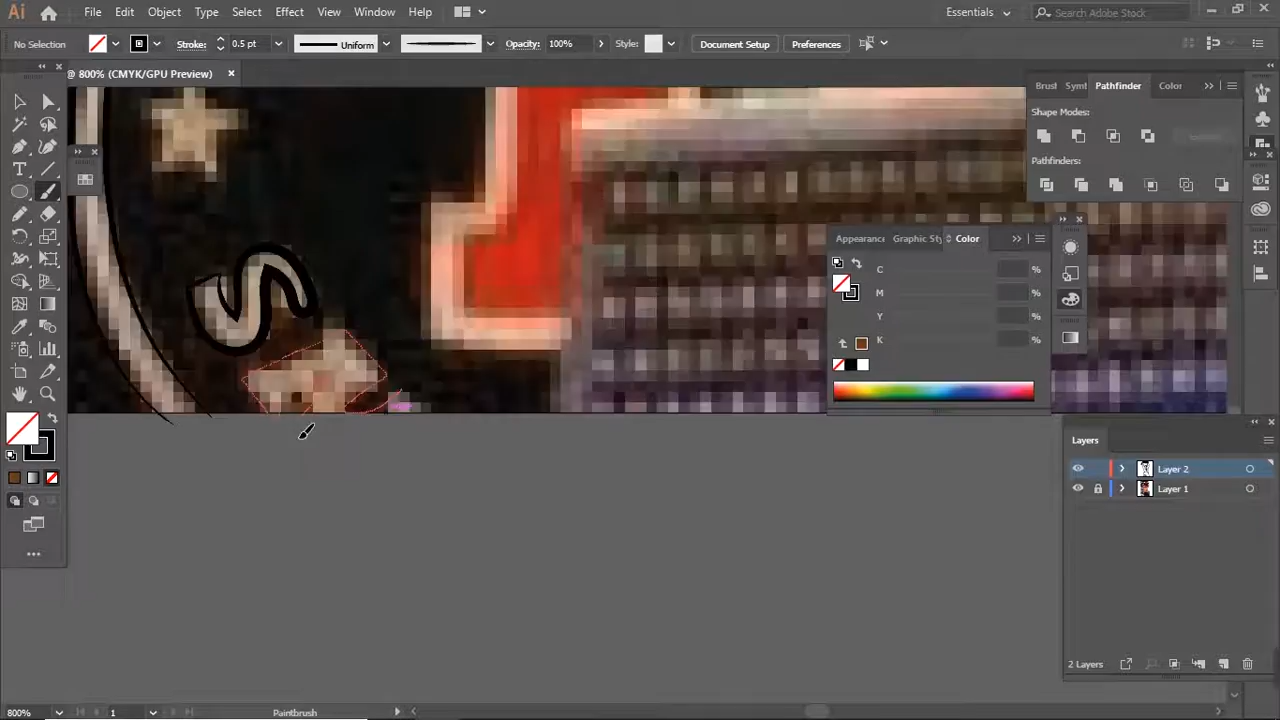 Ai File Edit Object Type Select Effect View Window Help Essentials Search Adobe Stock
No Selection Stroke: 0.5 pt Uniform Opacity: 100% Style: Document Setup Preferences
@ 800% (CMYK/GPU Preview)
Brus Symt Pathfinder Color
Shape Modes:
Pathfinders:
Appearance Graphic Sty Color
C %
M %
Y %
K %
S
Layers
Layer 2
Layer 1
2 Layers
800% 1 Paintbrush